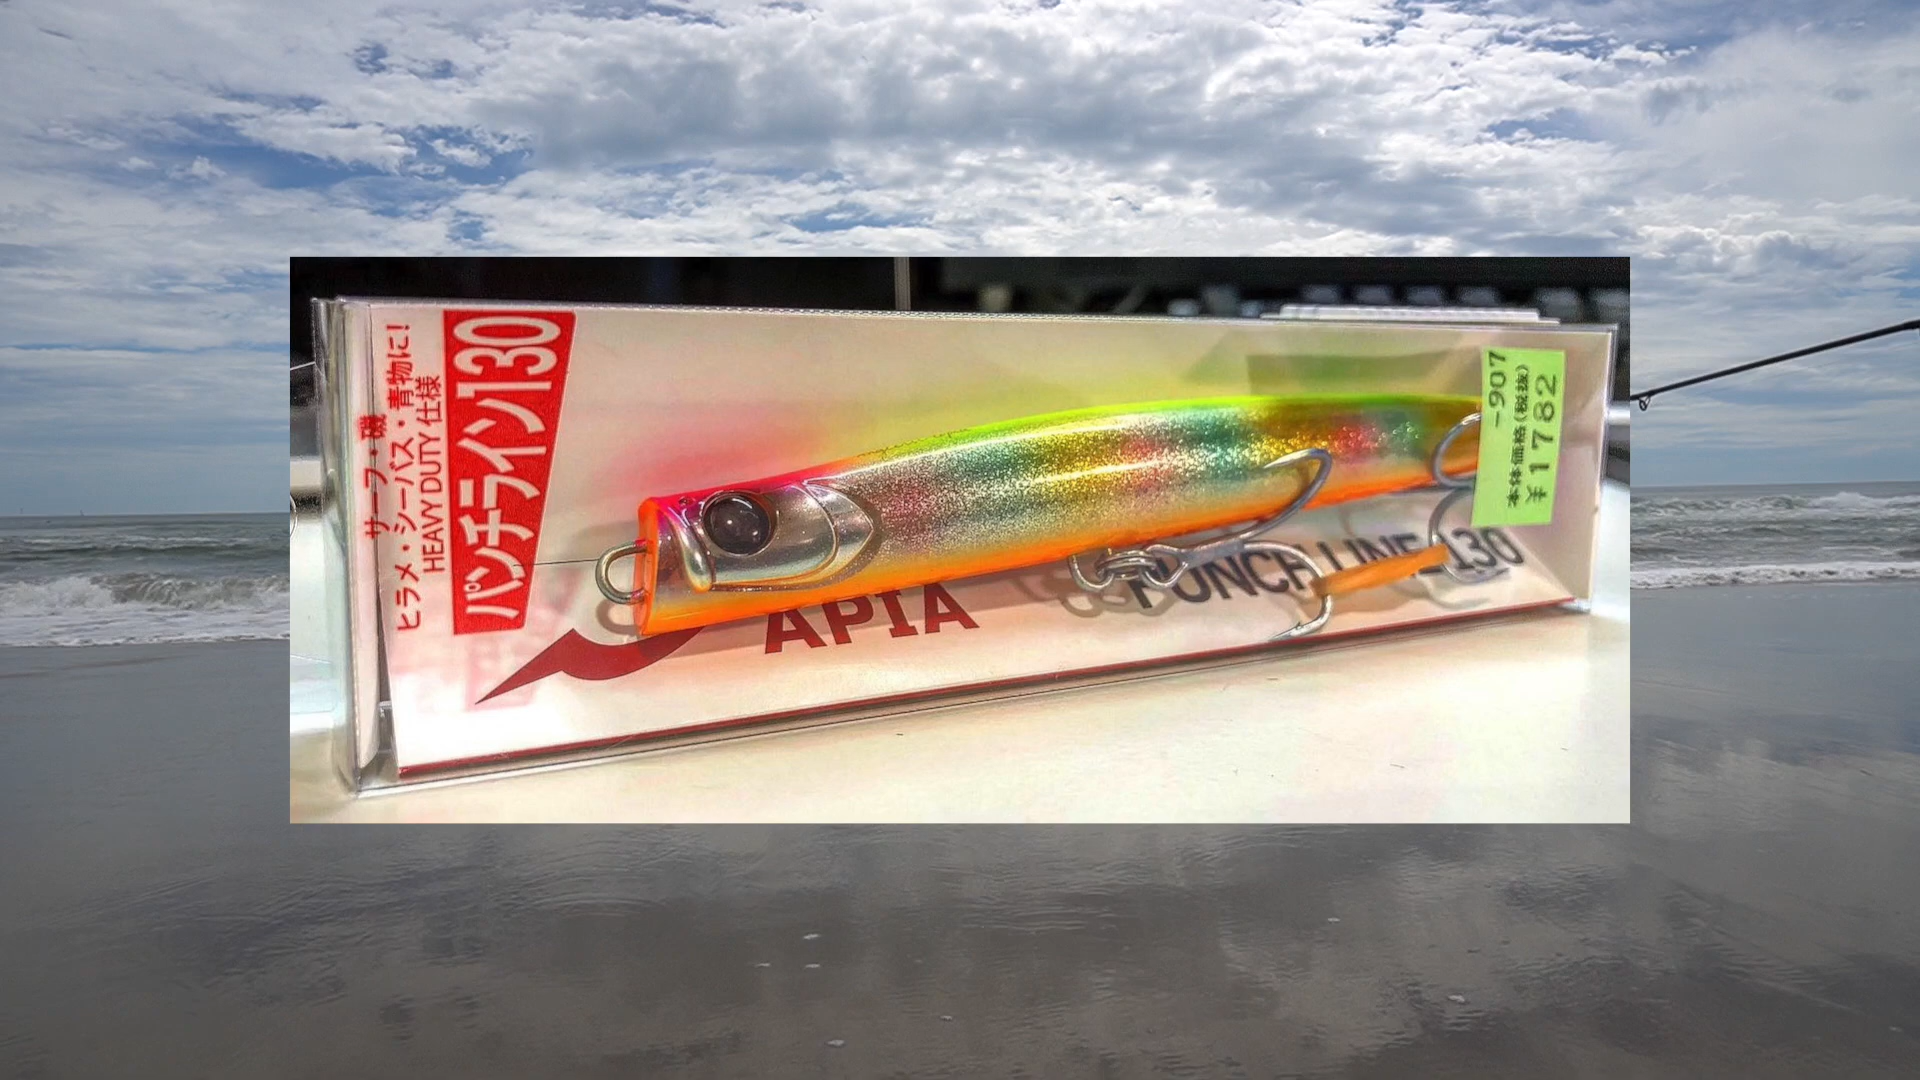 サーフ・磯
ヒラメ・シーバス・青物に!
HEAVY DUTY 仕様
パンチライン130
APIA
PUNCH LINE 130
-907
本体価格(税抜)
¥1782